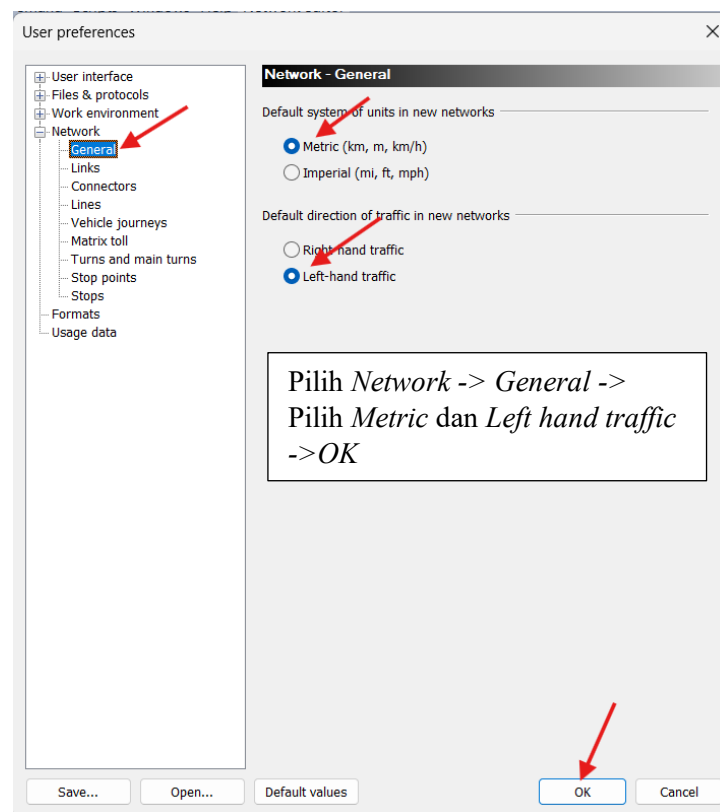 User preferences
User interface
Files & protocols
Work environment
Network
General
Links
Connectors
Lines
Vehicle journeys
Matrix toll
Turns and main turns
Stop points
Stops
Formats
Usage data
Network - General
Default system of units in new networks
Metric (km, m, km/h)
Imperial (mi, ft, mph)
Default direction of traffic in new networks
Right-hand traffic
Left-hand traffic
Pilih Network -> General ->
Pilih Metric dan Left hand traffic
->OK
Save...
Open...
Default values
OK
Cancel